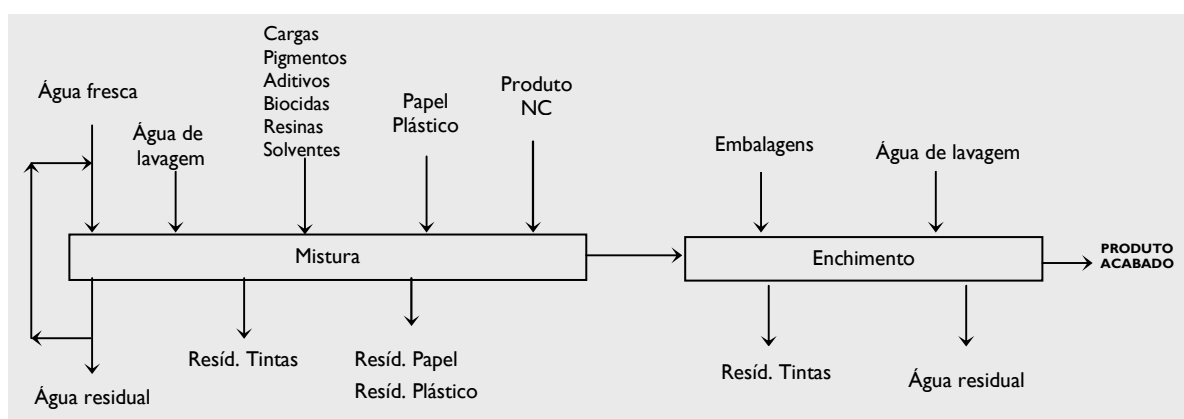 Água fresca
Água de
lavagem
Cargas
Pigmentos
Aditivos
Biocidas
Resinas
Solventes
Papel
Plástico
Produto
NC
Embalagens
Água de lavagem
Mistura
Enchimento
PRODUTO
ACABADO
Água residual
Resíd. Tintas
Resíd. Papel
Resíd. Plástico
Resíd. Tintas
Água residual